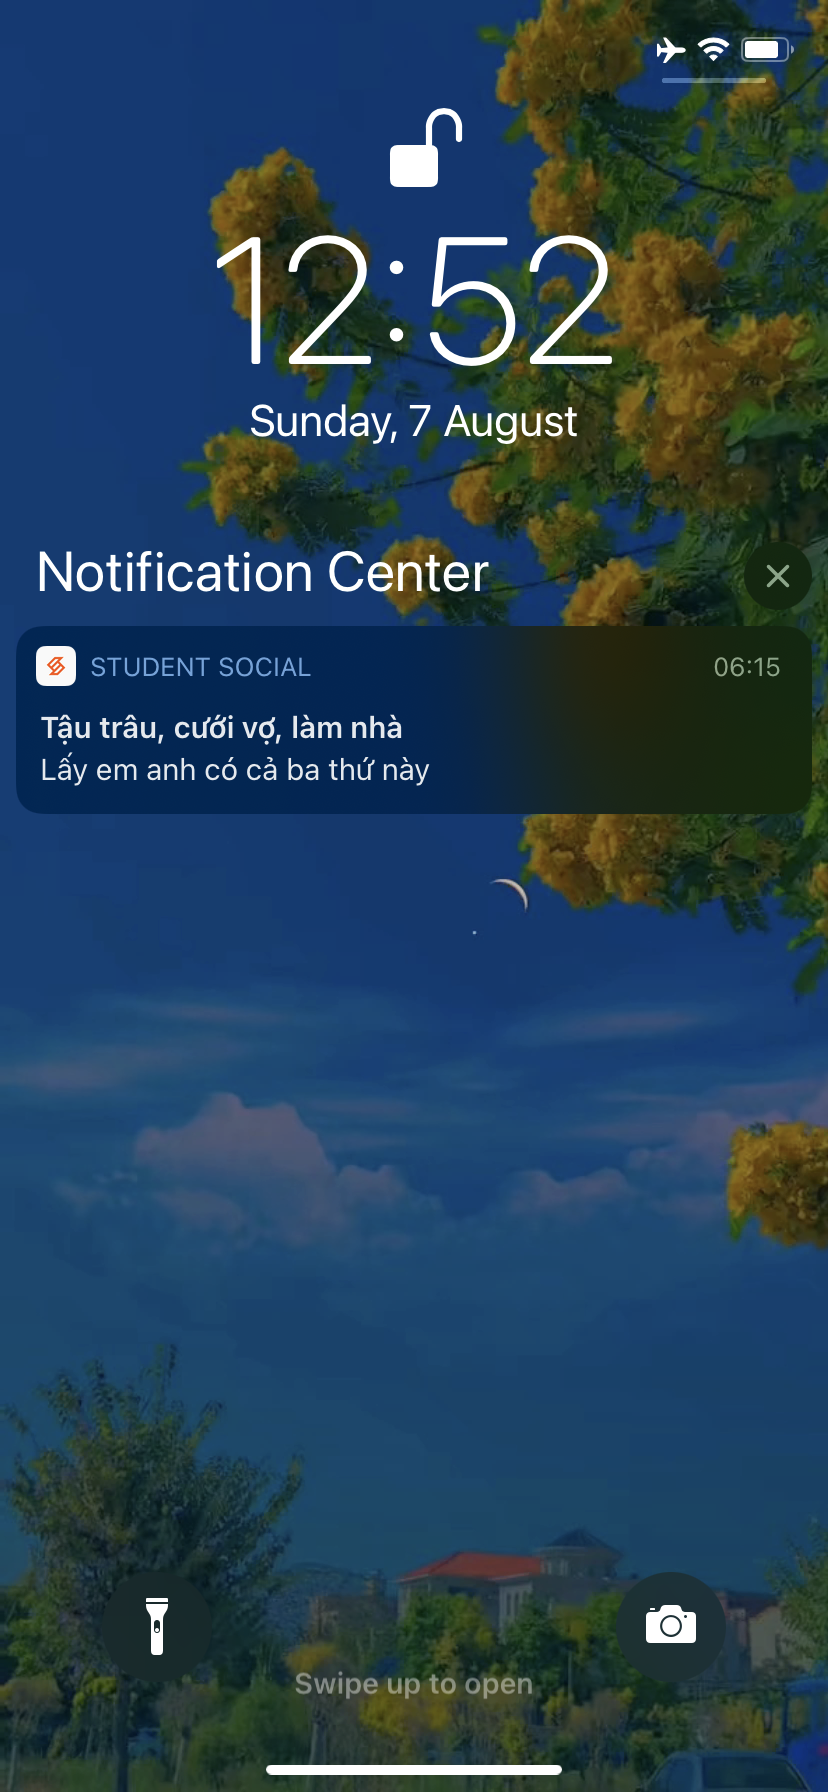 12:52
Sunday, 7 August
Notification Center
STUDENT SOCIAL 06:15
Tậu trâu, cưới vợ, làm nhà
Lấy em anh có cả ba thứ này
Swipe up to open